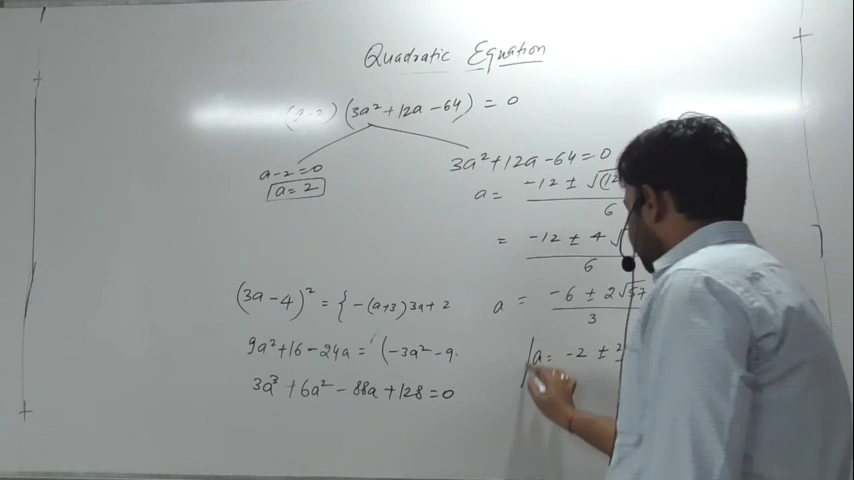 Quadratic Equation
(a-2) (3a² + 12a - 64) = 0
a-2=0
a = 2
3a² + 12a - 64 = 0
a = -12 ± √(12
6
= -12 ± 4 √
6
a = -6 ± 2√57
3
a = -2 ± 2
(3a - 4)² = { -(a+3) 3a + 2
9a² + 16 - 24a = (-3a² - 9
3a³ + 6a² - 88a + 128 = 0